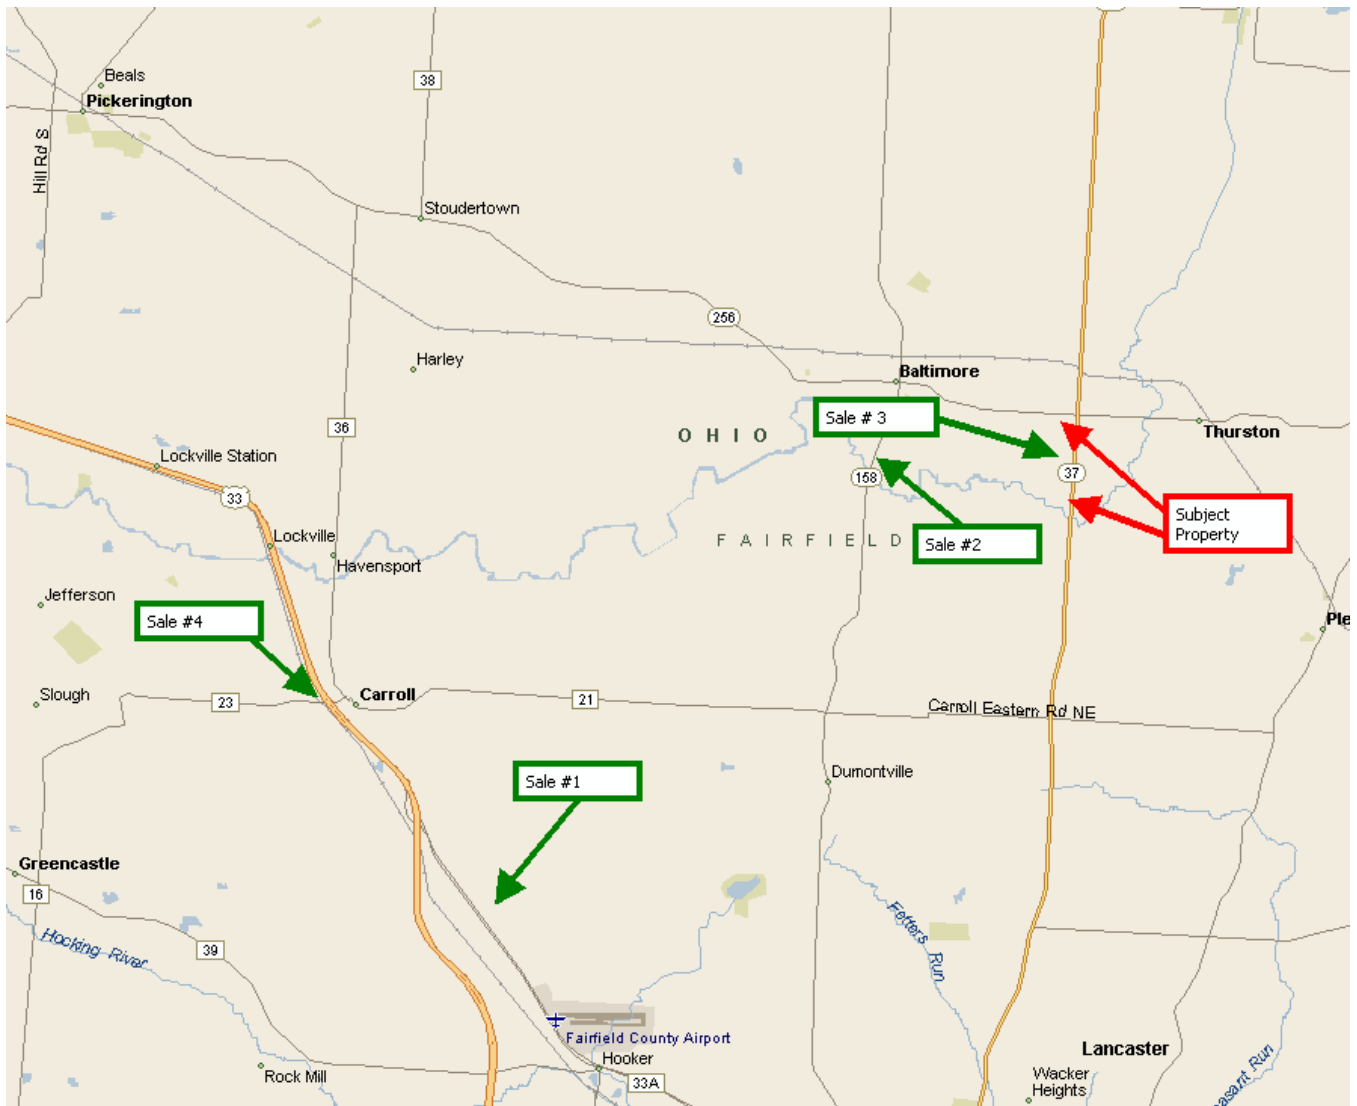 Beals
38
Pickerington
Hill Rd S
Stoudertown
256
Harley
Baltimore
Sale # 3
36
OHIO
Thurston
Lockville Station
37
158
33
Subject
Property
Lockville
FAIRFIELD
Sale #2
Havensport
Jefferson
Sale #4
Ple
Slough
23
Carroll
21
Carroll Eastern Rd NE
Sale #1
Dumontville
Greencastle
16
Fetters Run
Hocking River
39
Fairfield County Airport
Lancaster
Hooker
Rock Mill
33A
Wacker
Heights
easant Run